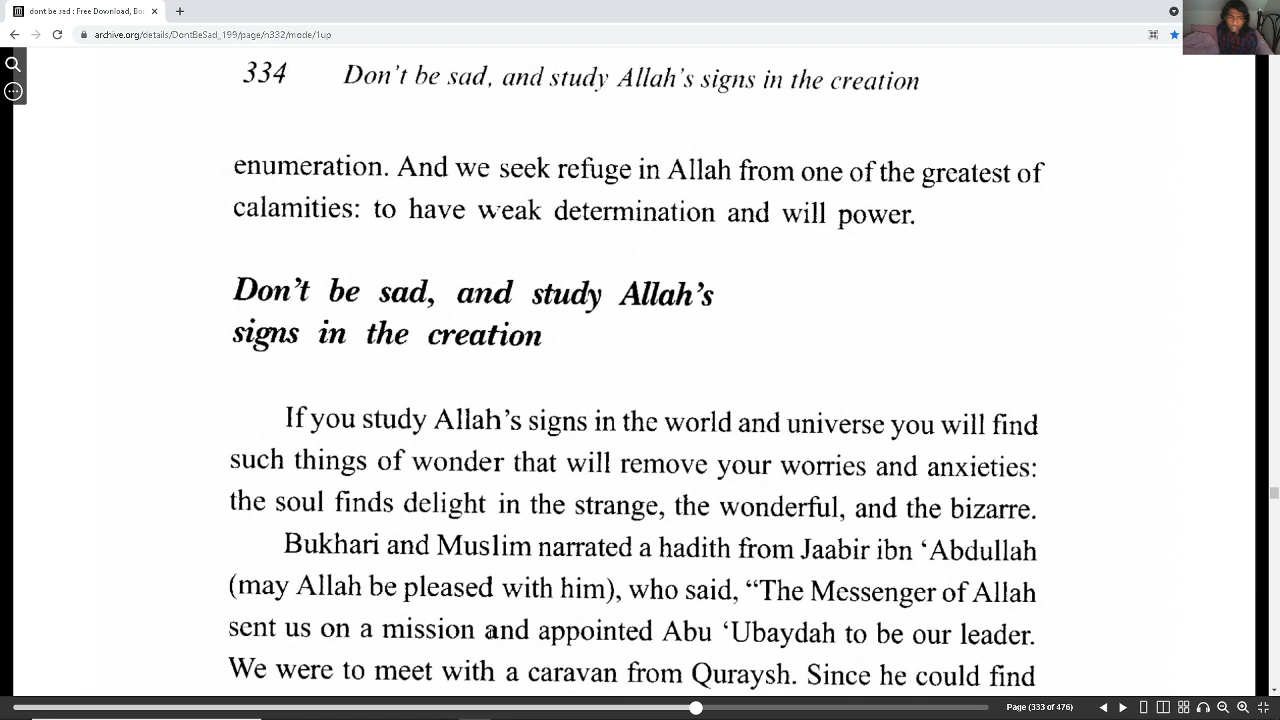 dont be sad : Free Download, Bo
archive.org/details/DontBeSad_199/page/n332/mode/1up
334 Don't be sad, and study Allah's signs in the creation
enumeration. And we seek refuge in Allah from one of the greatest of
calamities: to have weak determination and will power.
Don't be sad, and study Allah's
signs in the creation
If you study Allah's signs in the world and universe you will find
such things of wonder that will remove your worries and anxieties:
the soul finds delight in the strange, the wonderful, and the bizarre.
Bukhari and Muslim narrated a hadith from Jaabir ibn ‘Abdullah
(may Allah be pleased with him), who said, “The Messenger of Allah
sent us on a mission and appointed Abu ‘Ubaydah to be our leader.
We were to meet with a caravan from Quraysh. Since he could find
Page (333 of 476)